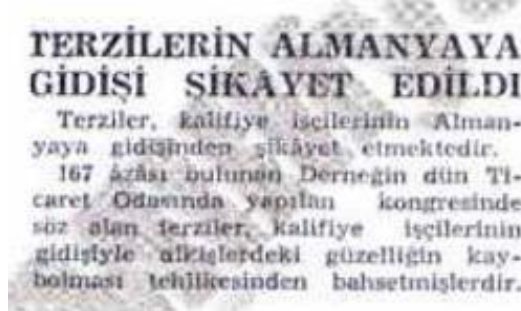 TERZİLERİN ALMANYAYA
GİDİŞİ ŞİKÂYET EDİLDİ
Terziler, kalifiye işçilerinin Alman-
yaya gidişinden şikâyet etmektedir.
167 âzâsı bulunan Derneğin dün Ti-
caret Odasında yapılan kongresinde
söz alan terziler, kalifiye işçilerinin
gidişiyle dikişlerdeki güzelliğin kay-
bolması tehlikesinden bahsetmişlerdir.